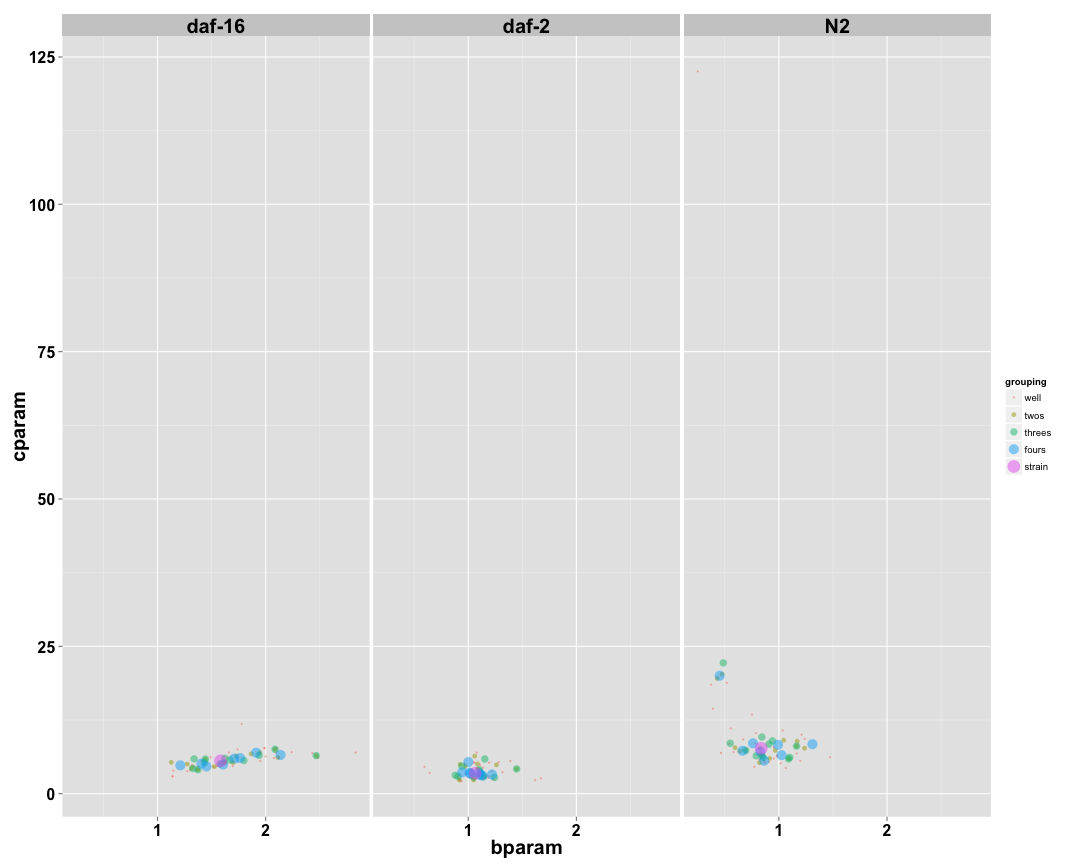 daf-16 daf-2 N2
125
100
75
50
25
0
cparam
grouping
well
twos
threes
fours
strain
1 2 1 2 1 2
bparam